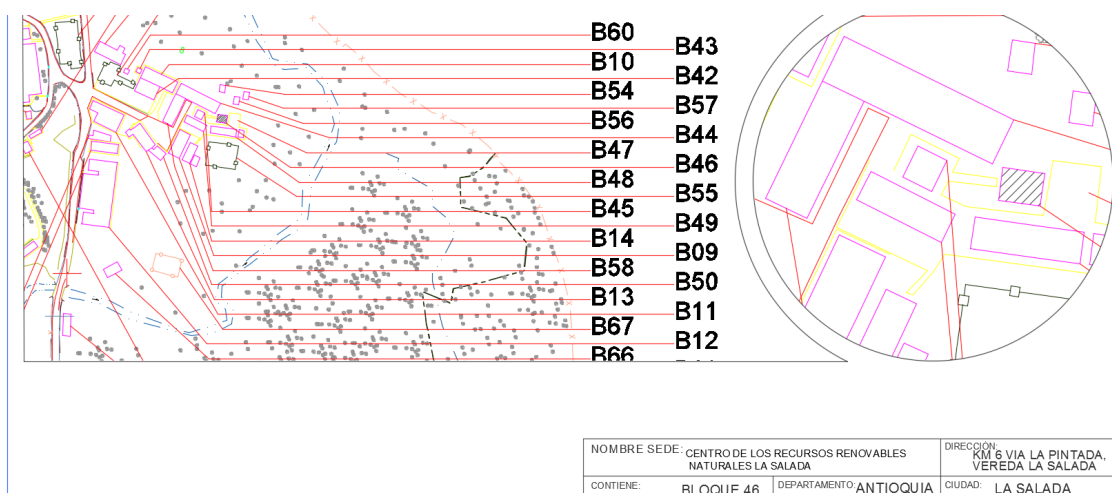 B60
B43
B10
B42
B54
B57
B56
B44
B47
B46
B48
B55
B45
B49
B14
B09
B58
B50
B13
B11
B67
B12
B66
NOMBRE SEDE: CENTRO DE LOS RECURSOS RENOVABLES
NATURALES LA SALADA
DIRECCIÓN:
KM 6 VIA LA PINTADA,
VEREDA LA SALADA
CONTIENE: BLOQUE 46
DEPARTAMENTO: ANTIOQUIA
CIUDAD: LA SALADA